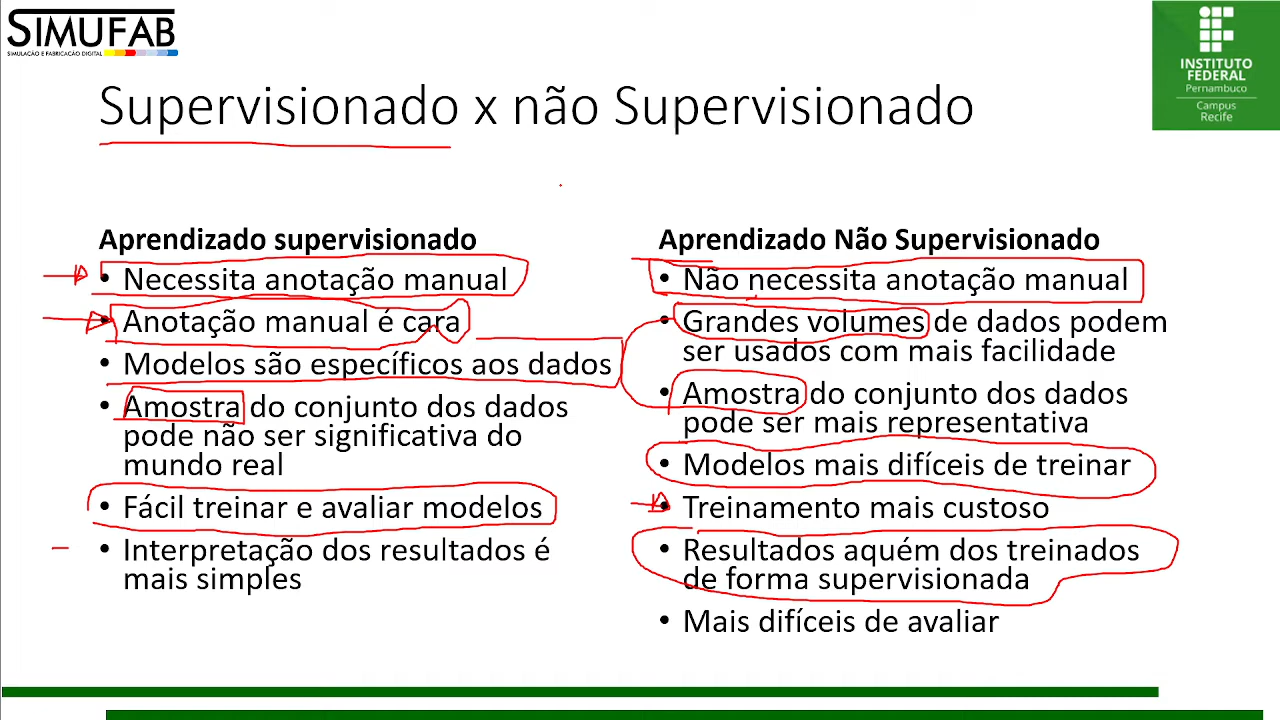 SIMUFAB
SIMULAÇÃO E FABRICAÇÃO DIGITAL
INSTITUTO
FEDERAL
Pernambuco
Campus
Recife
Supervisionado x não Supervisionado
Aprendizado supervisionado
• Necessita anotação manual
• Anotação manual é cara
• Modelos são específicos aos dados
• Amostra do conjunto dos dados
pode não ser significativa do
mundo real
• Fácil treinar e avaliar modelos
• Interpretação dos resultados é
mais simples
Aprendizado Não Supervisionado
• Não necessita anotação manual
• Grandes volumes de dados podem
ser usados com mais facilidade
• Amostra do conjunto dos dados
pode ser mais representativa
• Modelos mais difíceis de treinar
• Treinamento mais custoso
• Resultados aquém dos treinados
de forma supervisionada
• Mais difíceis de avaliar